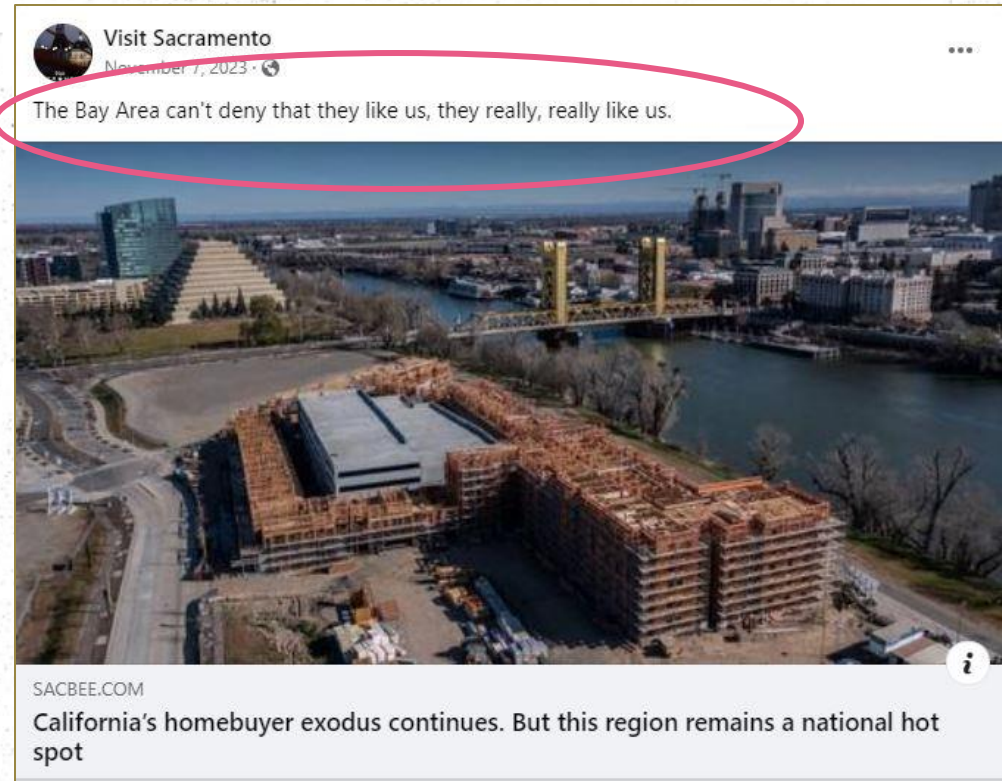 Visit Sacramento
November 7, 2023 ·
The Bay Area can't deny that they like us, they really, really like us.
SACBEE.COM
California's homebuyer exodus continues. But this region remains a national hot
spot